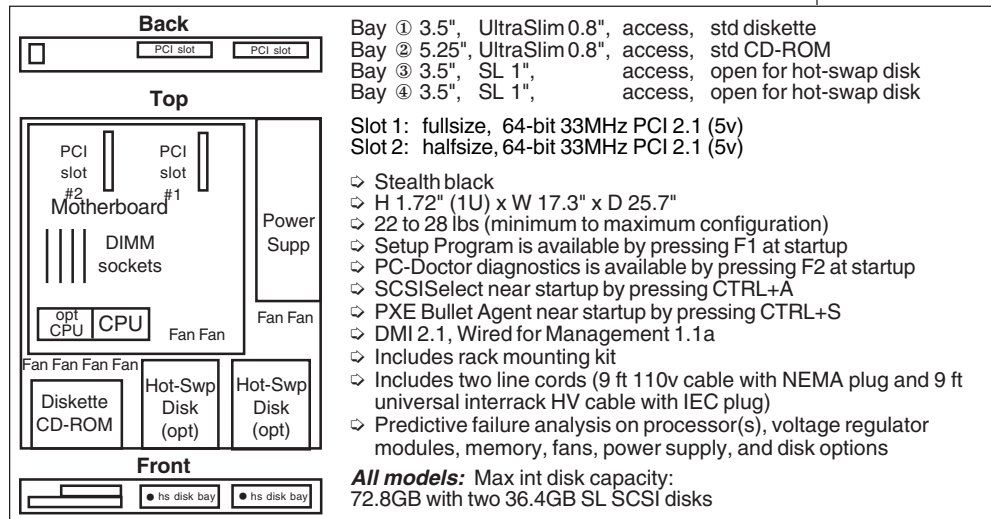 Back
PCI slot PCI slot
Top
PCI slot #2
PCI slot #1
Motherboard
DIMM sockets
Power Supp
opt CPU
CPU
Fan Fan
Fan Fan
Fan Fan Fan Fan
Diskette CD-ROM
Hot-Swp Disk (opt)
Hot-Swp Disk (opt)
Front
● hs disk bay ● hs disk bay
Bay ① 3.5", UltraSlim 0.8", access, std diskette
Bay ② 5.25", UltraSlim 0.8", access, std CD-ROM
Bay ③ 3.5", SL 1", access, open for hot-swap disk
Bay ④ 3.5", SL 1", access, open for hot-swap disk
Slot 1: fullsize, 64-bit 33MHz PCI 2.1 (5v)
Slot 2: halfsize, 64-bit 33MHz PCI 2.1 (5v)
➪ Stealth black
➪ H 1.72" (1U) x W 17.3" x D 25.7"
➪ 22 to 28 lbs (minimum to maximum configuration)
➪ Setup Program is available by pressing F1 at startup
➪ PC-Doctor diagnostics is available by pressing F2 at startup
➪ SCSISelect near startup by pressing CTRL+A
➪ PXE Bullet Agent near startup by pressing CTRL+S
➪ DMI 2.1, Wired for Management 1.1a
➪ Includes rack mounting kit
➪ Includes two line cords (9 ft 110v cable with NEMA plug and 9 ft
universal interrack HV cable with IEC plug)
➪ Predictive failure analysis on processor(s), voltage regulator
modules, memory, fans, power supply, and disk options
All models: Max int disk capacity:
72.8GB with two 36.4GB SL SCSI disks